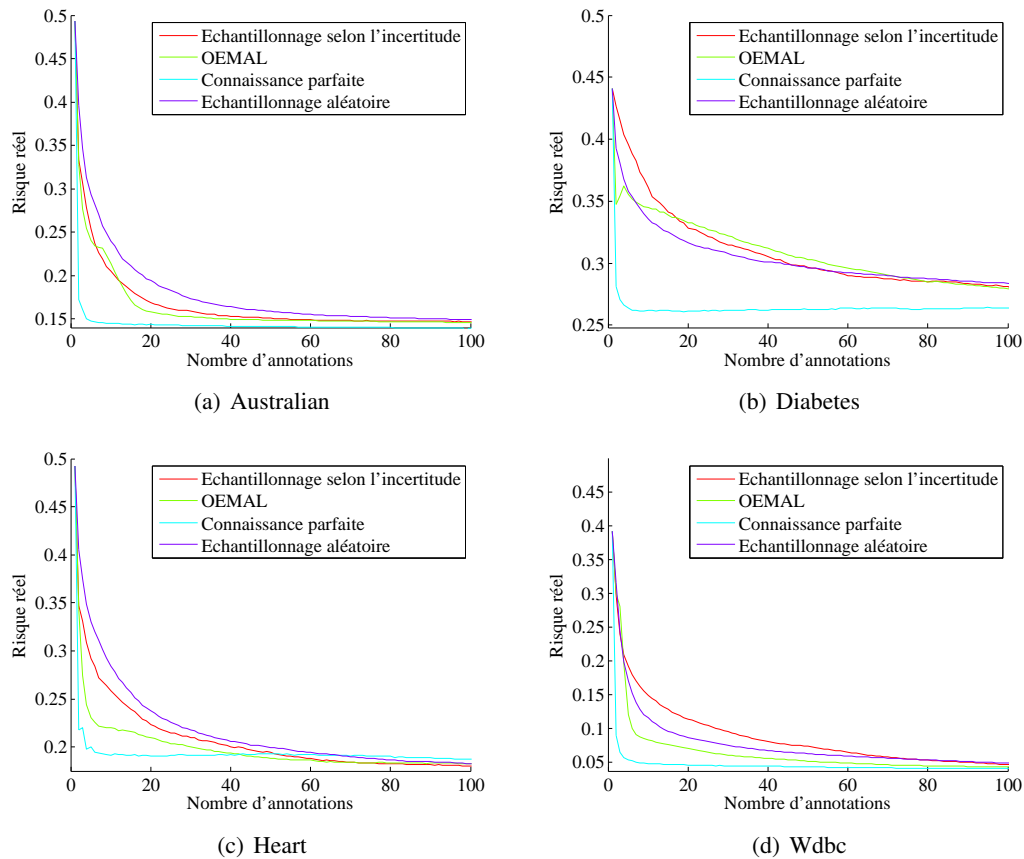 0.5
0.45
0.4
0.35
0.3
0.25
0.2
0.15
0 20 40 60 80 100
Risque réel
Nombre d'annotations
Echantillonnage selon l'incertitude
OEMAL
Connaissance parfaite
Echantillonnage aléatoire
(a) Australian
0.5
0.45
0.4
0.35
0.3
0.25
0 20 40 60 80 100
Risque réel
Nombre d'annotations
Echantillonnage selon l'incertitude
OEMAL
Connaissance parfaite
Echantillonnage aléatoire
(b) Diabetes
0.5
0.45
0.4
0.35
0.3
0.25
0.2
0 20 40 60 80 100
Risque réel
Nombre d'annotations
Echantillonnage selon l'incertitude
OEMAL
Connaissance parfaite
Echantillonnage aléatoire
(c) Heart
0.45
0.4
0.35
0.3
0.25
0.2
0.15
0.1
0.05
0 20 40 60 80 100
Risque réel
Nombre d'annotations
Echantillonnage selon l'incertitude
OEMAL
Connaissance parfaite
Echantillonnage aléatoire
(d) Wdbc